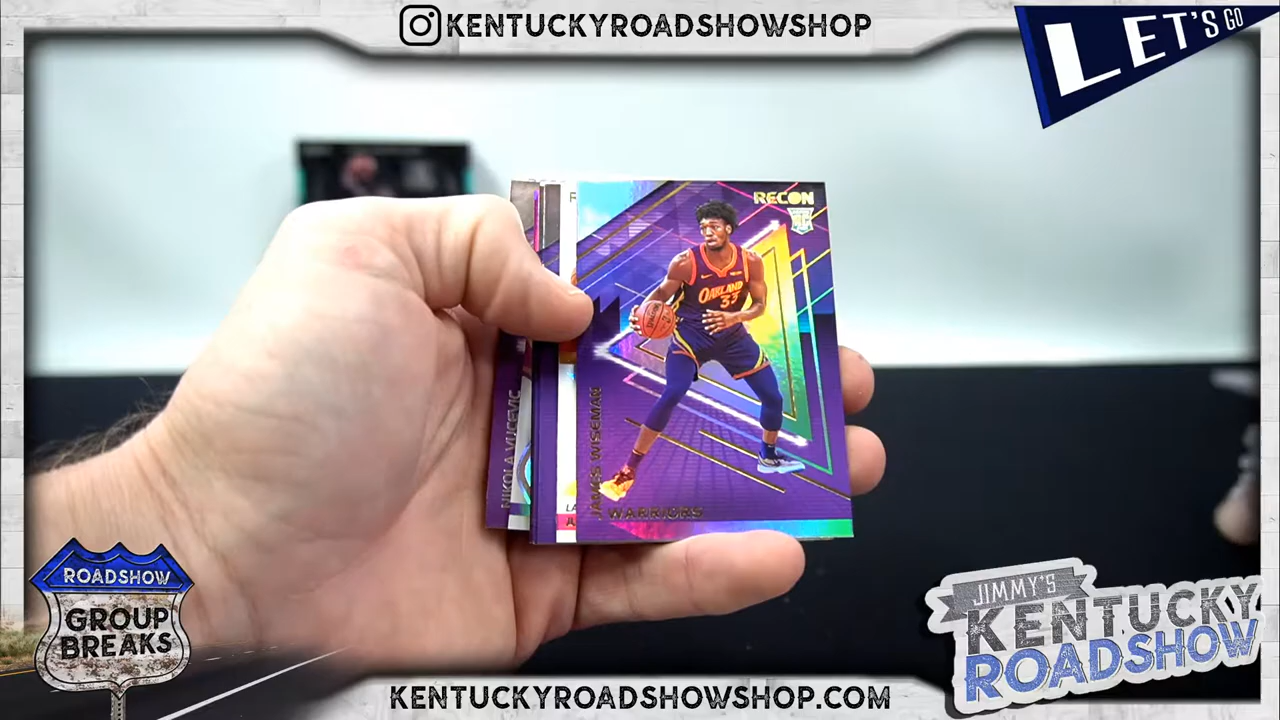 KENTUCKYROADSHOWSHOP
LET'S GO
RECON
RC
OAKLAND
33
JAMES WISEMAN
WARRIORS
NIKOLA VUCEVIC
ROADSHOW
GROUP
BREAKS
JIMMY'S
KENTUCKY
ROADSHOW
KENTUCKYROADSHOWSHOP.COM